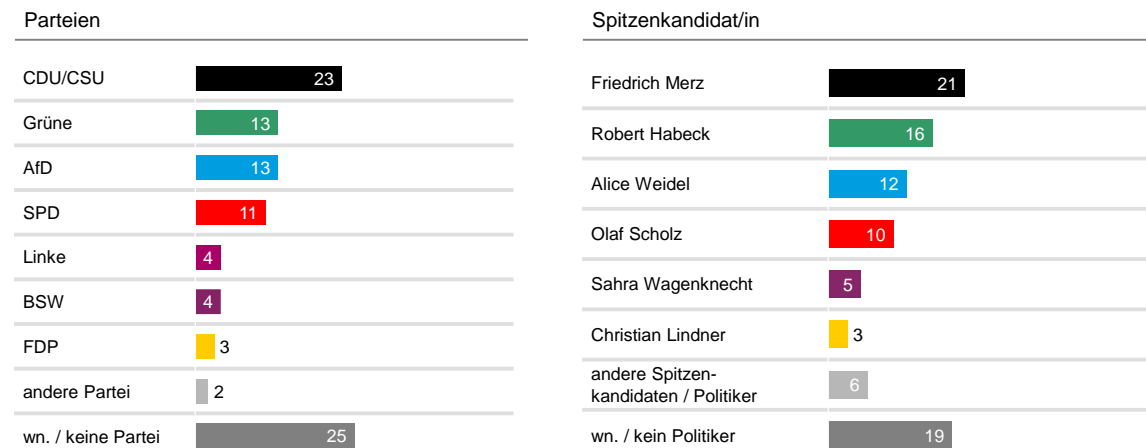 Parteien
CDU/CSU 23
Grüne 13
AfD 13
SPD 11
Linke 4
BSW 4
FDP 3
andere Partei 2
wn. / keine Partei 25
Spitzenkandidat/in
Friedrich Merz 21
Robert Habeck 16
Alice Weidel 12
Olaf Scholz 10
Sahra Wagenknecht 5
Christian Lindner 3
andere Spitzen-
kandidaten / Politiker 6
wn. / kein Politiker 19